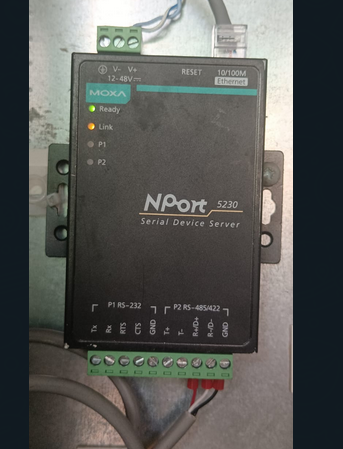 V- V+
12-48V
RESET
10/100M
Ethernet
MOXA
Ready
Link
P1
P2
NPort 5230
Serial Device Server
P1 RS-232
P2 RS-485/422
Tx
Rx
RTS
CTS
GND
T+
T-
R+/D+
R-/D-
GND